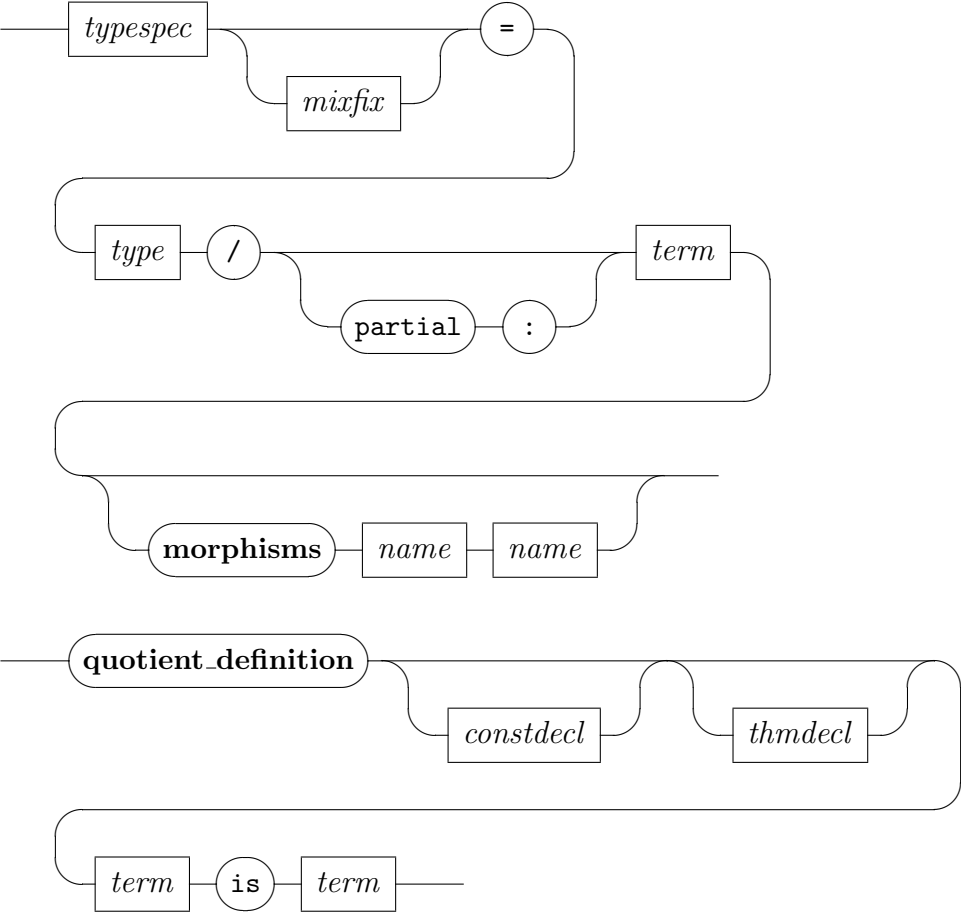 typespec =
mixfix
type / term
partial :
morphisms name name
quotient_definition
constdecl thmdecl
term is term